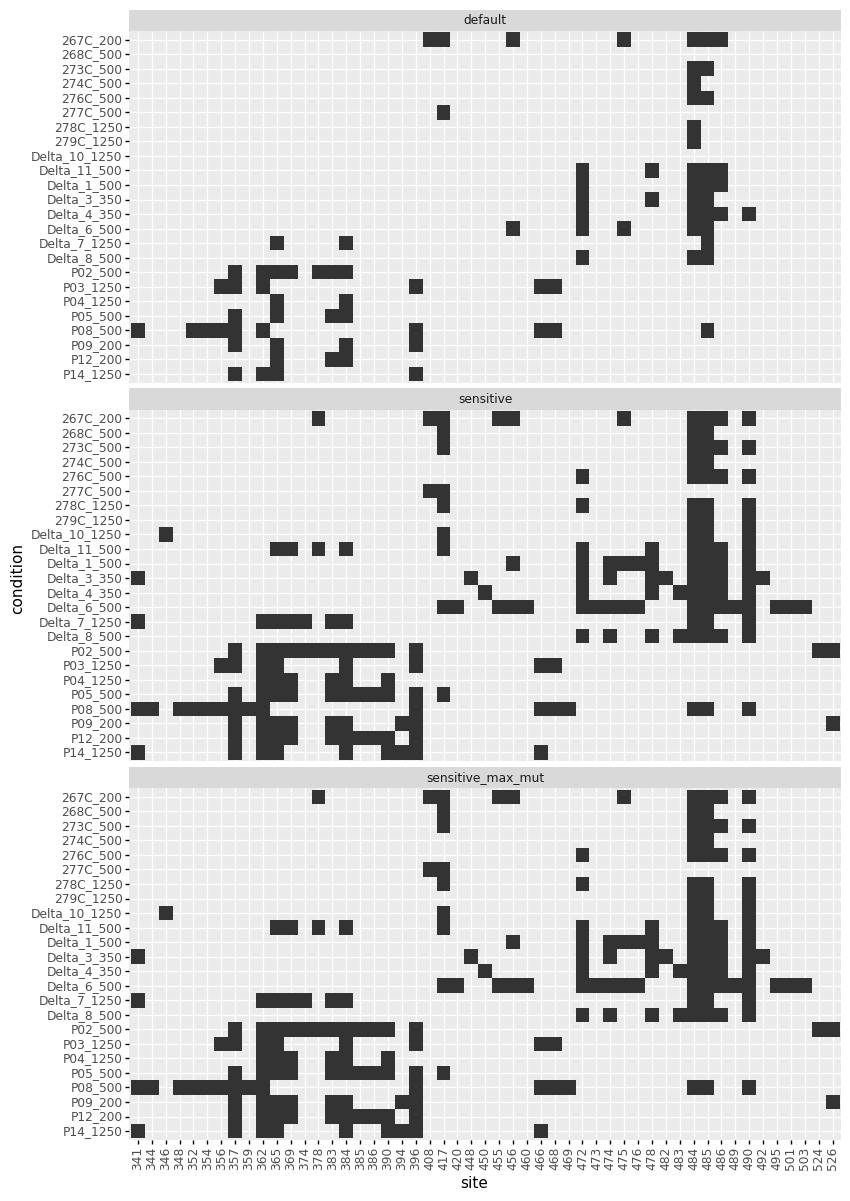 default
267C_200
268C_500
273C_500
274C_500
276C_500
277C_500
278C_1250
279C_1250
Delta_10_1250
Delta_11_500
Delta_1_500
Delta_3_350
Delta_4_350
Delta_6_500
Delta_7_1250
Delta_8_500
P02_500
P03_1250
P04_1250
P05_500
P08_500
P09_200
P12_200
P14_1250
sensitive
267C_200
268C_500
273C_500
274C_500
276C_500
277C_500
278C_1250
279C_1250
Delta_10_1250
Delta_11_500
Delta_1_500
Delta_3_350
Delta_4_350
Delta_6_500
Delta_7_1250
Delta_8_500
P02_500
P03_1250
P04_1250
P05_500
P08_500
P09_200
P12_200
P14_1250
condition
sensitive_max_mut
267C_200
268C_500
273C_500
274C_500
276C_500
277C_500
278C_1250
279C_1250
Delta_10_1250
Delta_11_500
Delta_1_500
Delta_3_350
Delta_4_350
Delta_6_500
Delta_7_1250
Delta_8_500
P02_500
P03_1250
P04_1250
P05_500
P08_500
P09_200
P12_200
P14_1250
341 344 346 348 352 354 356 357 359 362 365 369 374 378 383 384 385 386 390 394 396 408 417 420 448 450 455 456 460 466 468 469 472 473 474 475 476 478 482 483 484 485 486 489 490 492 495 501 503 524 526
site